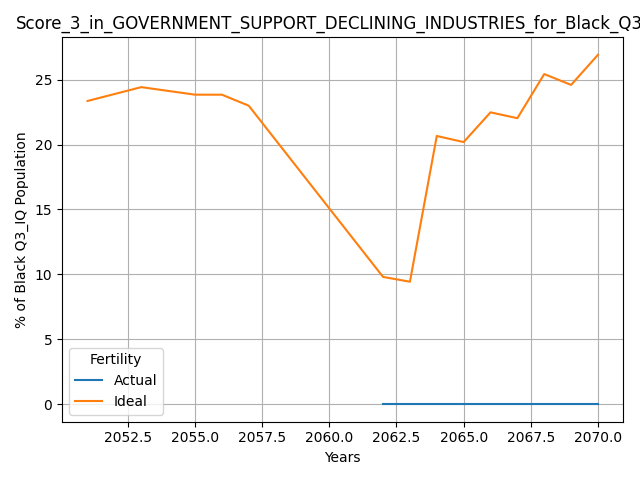 Score_3_in_GOVERNMENT_SUPPORT_DECLINING_INDUSTRIES_for_Black_Q3
% of Black Q3_IQ Population
25
20
15
10
5
0
Fertility
Actual
Ideal
2052.5 2055.0 2057.5 2060.0 2062.5 2065.0 2067.5 2070.0
Years